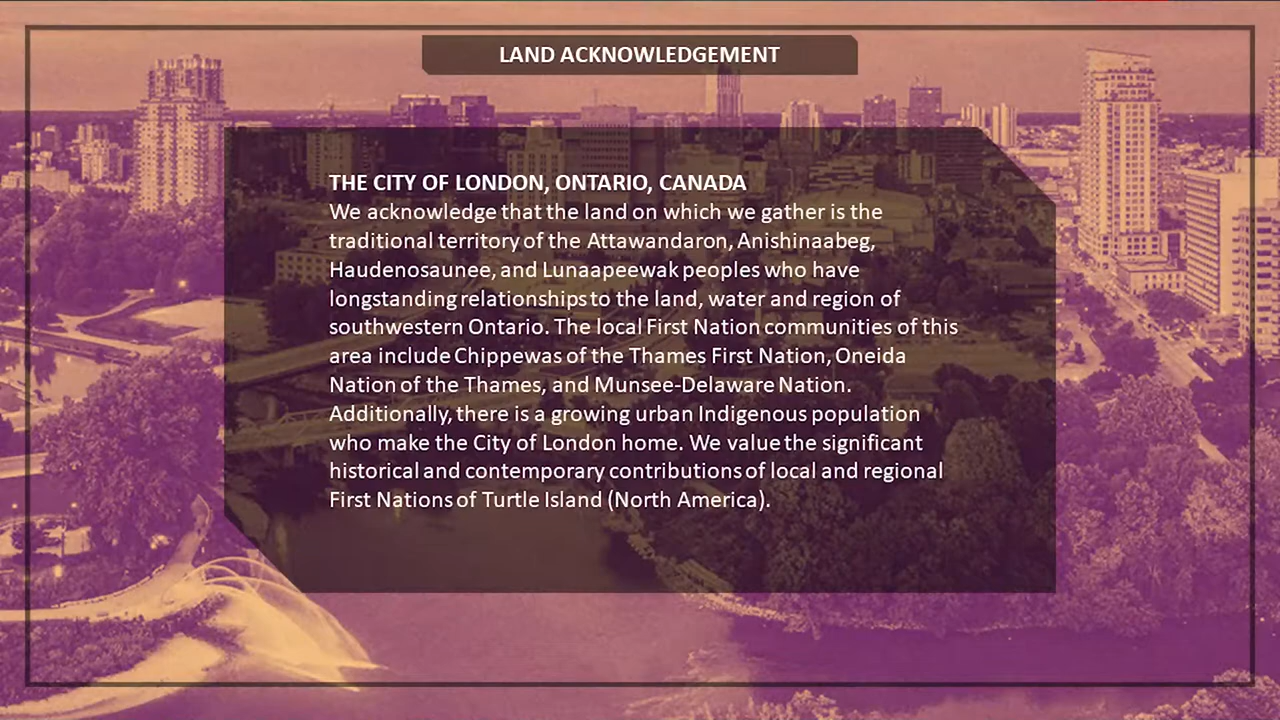 LAND ACKNOWLEDGEMENT
THE CITY OF LONDON, ONTARIO, CANADA
We acknowledge that the land on which we gather is the
traditional territory of the Attawandaron, Anishinaabeg,
Haudenosaunee, and Lunaapeewak peoples who have
longstanding relationships to the land, water and region of
southwestern Ontario. The local First Nation communities of this
area include Chippewas of the Thames First Nation, Oneida
Nation of the Thames, and Munsee-Delaware Nation.
Additionally, there is a growing urban Indigenous population
who make the City of London home. We value the significant
historical and contemporary contributions of local and regional
First Nations of Turtle Island (North America).